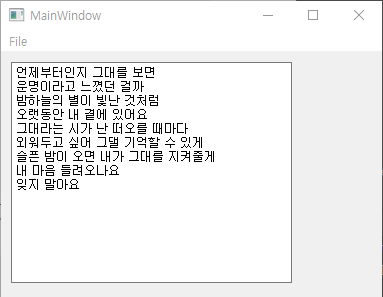 MainWindow
File
언제부터인지 그대를 보면
운명이라고 느꼈던 걸까
밤하늘의 별이 빛난 것처럼
오랫동안 내 곁에 있어요
그대라는 시가 난 떠오를 때마다
외워두고 싶어 그댈 기억할 수 있게
슬픈 밤이 오면 내가 그대를 지켜줄게
내 마음 들려오나요
잊지 말아요